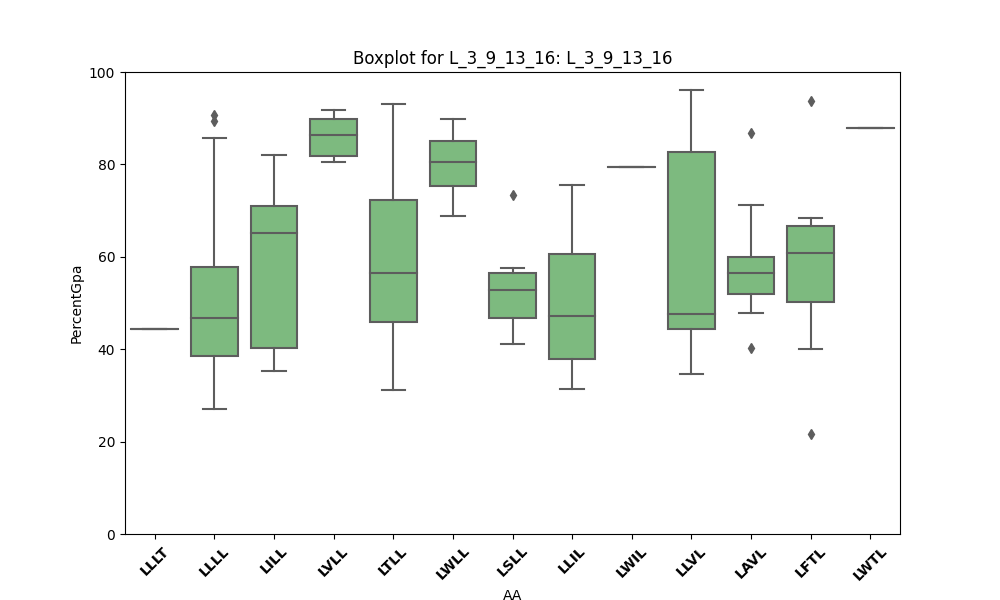 Boxplot for L_3_9_13_16: L_3_9_13_16
PercentGpa
100
80
60
40
20
0
LLLT LLLL LILL LVLL LTLL LWLL LSLL LLIL LWIL LLVL LAVL LFTL LWTL
AA